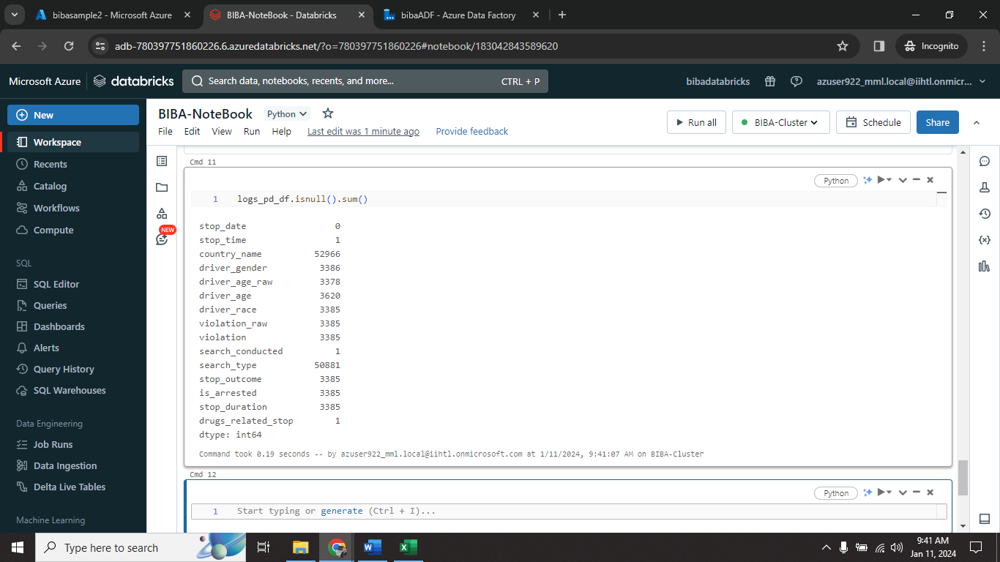 bibasample2 - Microsoft Azure
BIBA-NoteBook - Databricks
bibaADF - Azure Data Factory
adb-780397751860226.6.azuredatabricks.net/?o=780397751860226#notebook/183042843589620
Incognito
Microsoft Azure
databricks
Search data, notebooks, recents, and more...
CTRL + P
bibadatabricks
azuser922_mml.local@iihtl.onmicr...
New
Workspace
Recents
Catalog
Workflows
Compute
SQL
SQL Editor
Queries
Dashboards
Alerts
Query History
SQL Warehouses
Data Engineering
Job Runs
Data Ingestion
Delta Live Tables
Machine Learning
BIBA-NoteBook
Python
File Edit View Run Help Last edit was 1 minute ago Provide feedback
Run all
BIBA-Cluster
Schedule
Share
NEW
Cmd 11
Python
1 logs_pd_df.isnull().sum()
stop_date 0
stop_time 1
country_name 52966
driver_gender 3386
driver_age_raw 3378
driver_age 3620
driver_race 3385
violation_raw 3385
violation 3385
search_conducted 1
search_type 50881
stop_outcome 3385
is_arrested 3385
stop_duration 3385
drugs_related_stop 1
dtype: int64
Command took 0.19 seconds -- by azuser922_mml.local@iihtl.onmicrosoft.com at 1/11/2024, 9:41:07 AM on BIBA-Cluster
Cmd 12
Python
1 Start typing or generate (Ctrl + I)...
Type here to search
9:41 AM
Jan 11, 2024